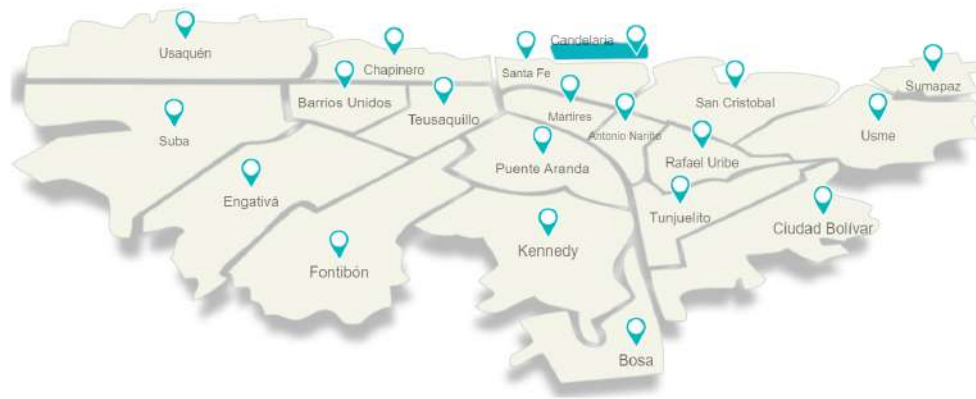 Usaquén
Candelaria
Chapinero
Santa Fe
Sumapaz
Barrios Unidos
San Cristobal
Teusaquillo
Mártires
Antonio Nariño
Usme
Suba
Puente Aranda
Rafael Uribe
Engativá
Tunjuelito
Ciudad Bolívar
Kennedy
Fontibón
Bosa